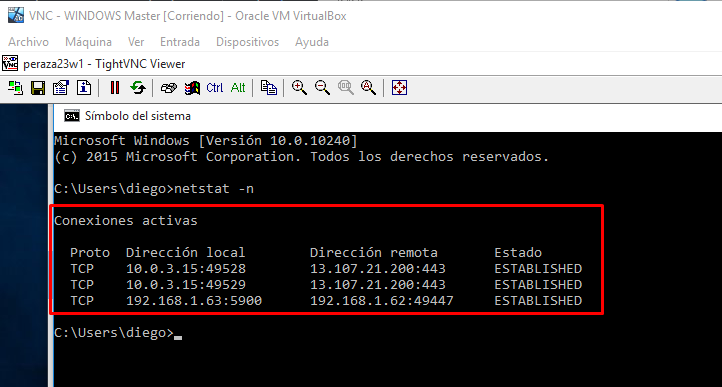 VNC - WINDOWS Master [Corriendo] - Oracle VM VirtualBox
Archivo Máquina Ver Entrada Dispositivos Ayuda
peraza23w1 - TightVNC Viewer
Ctrl Alt
Símbolo del sistema
Microsoft Windows [Versión 10.0.10240]
(c) 2015 Microsoft Corporation. Todos los derechos reservados.
C:\Users\diego>netstat -n
Conexiones activas
Proto Dirección local Dirección remota Estado
TCP 10.0.3.15:49528 13.107.21.200:443 ESTABLISHED
TCP 10.0.3.15:49529 13.107.21.200:443 ESTABLISHED
TCP 192.168.1.63:5900 192.168.1.62:49447 ESTABLISHED
C:\Users\diego>_